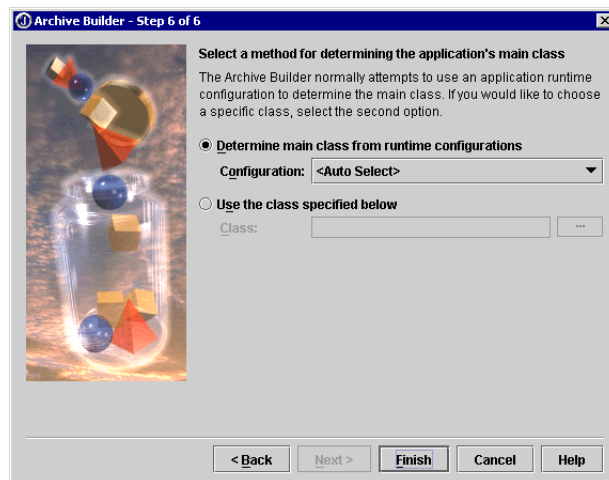 Archive Builder - Step 6 of 6
Select a method for determining the application's main class
The Archive Builder normally attempts to use an application runtime
configuration to determine the main class. If you would like to choose
a specific class, select the second option.
Determine main class from runtime configurations
Configuration: <Auto Select>
Use the class specified below
Class: ...
< Back Next > Finish Cancel Help